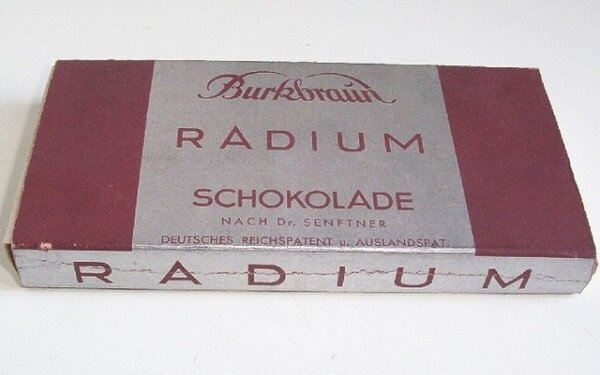 Burkbraun
RADIUM
SCHOKOLADE
NACH Dr. SENFTNER
DEUTSCHES REICHSPATENT u. AUSLANDSPAT.
RADIUM